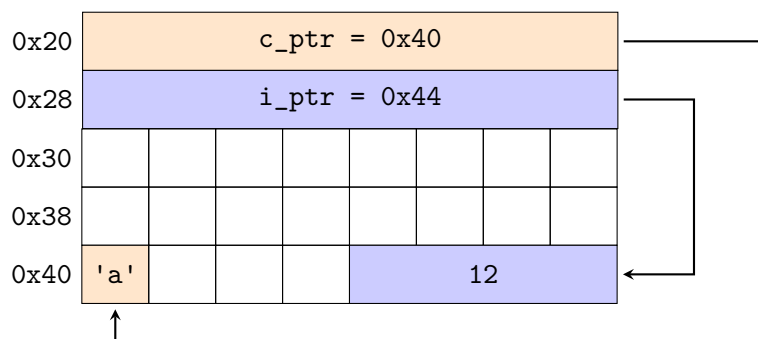 0x20 c_ptr = 0x40
0x28 i_ptr = 0x44
0x30
0x38
0x40 'a' 12